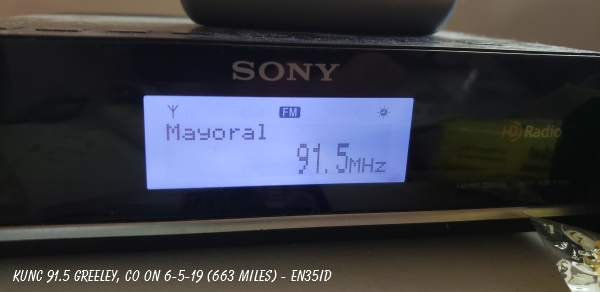 SONY
FM
Mayoral
91.5MHz
HD Radio
KUNC 91.5 GREELEY, CO ON 6-5-19 (663 MILES) - EN35ID